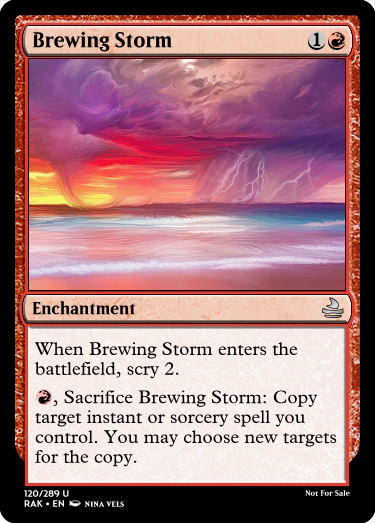 Brewing Storm 1
Enchantment
When Brewing Storm enters the
battlefield, scry 2.
, Sacrifice Brewing Storm: Copy
target instant or sorcery spell you
control. You may choose new targets
for the copy.
120/289 U
Not For Sale
RAK • EN NINA VELS